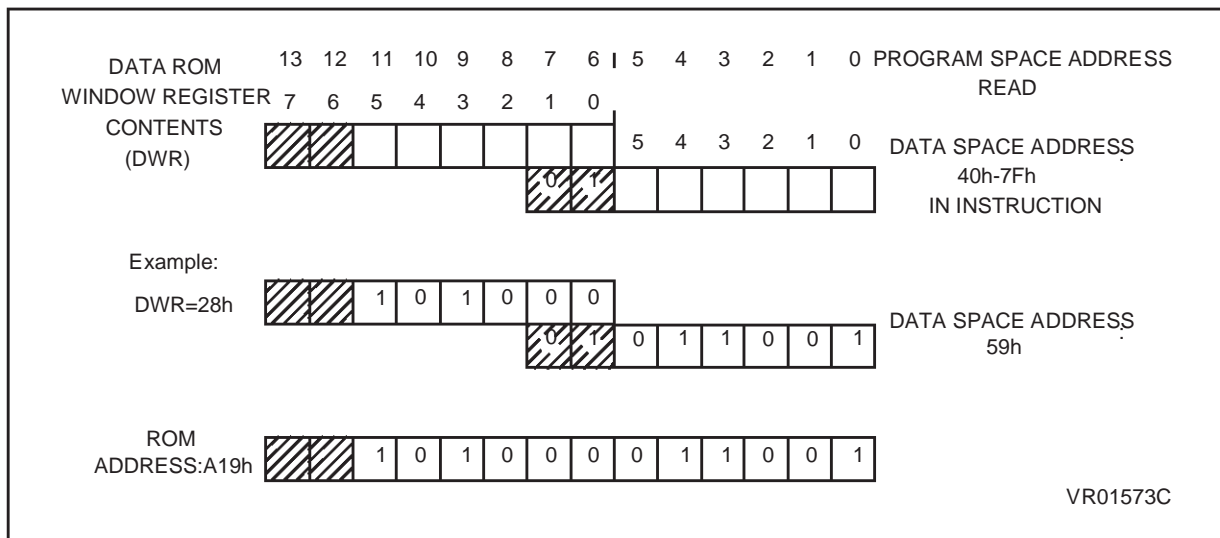 13 12 11 10 9 8 7 6 5 4 3 2 1 0 PROGRAM SPACE ADDRESS
READ
DATA ROM
WINDOW REGISTER 7 6 5 4 3 2 1 0
CONTENTS
(DWR)
5 4 3 2 1 0
DATA SPACE ADDRESS
:
40h-7Fh
IN INSTRUCTION
0 1
Example:
DWR=28h
1 0 1 0 0 0
0 1 0 1 1 0 0 1
DATA SPACE ADDRESS
:
59h
ROM
ADDRESS:A19h
1 0 1 0 0 0 0 1 1 0 0 1
VR01573C